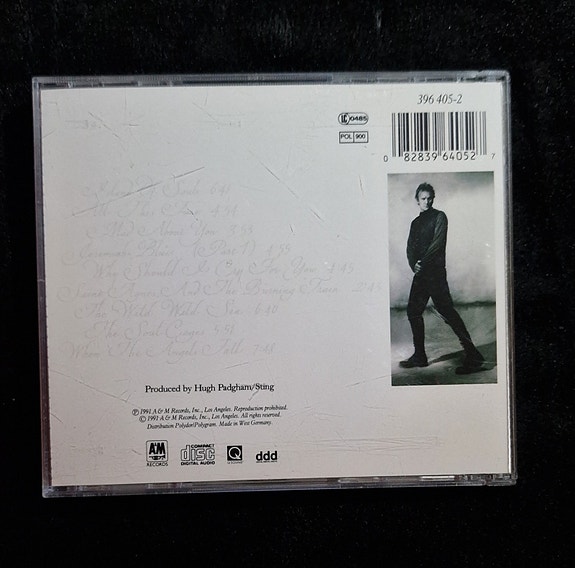 396 405-2
LC 0485
POL 900
0 82839 64052 7
Island Of Souls 6:41
All This Time 4:54
Mad About You 3:53
Jeremiah Blues (Part 1) 4:55
Why Should I Cry For You 4:45
Saint Agnes And The Burning Train
The Wild Wild Sea 6:40
The Soul Cages 5:51
When The Angels Fall 7:48
Produced by Hugh Padgham/Sting
℗ 1991 A & M Records, Inc., Los Angeles. Reproduction prohibited.
© 1991 A & M Records, Inc., Los Angeles. All rights reserved.
Distribution Polydor/Polygram. Made in West Germany.
A&M RECORDS
COMPACT disc DIGITAL AUDIO
Q
ddd